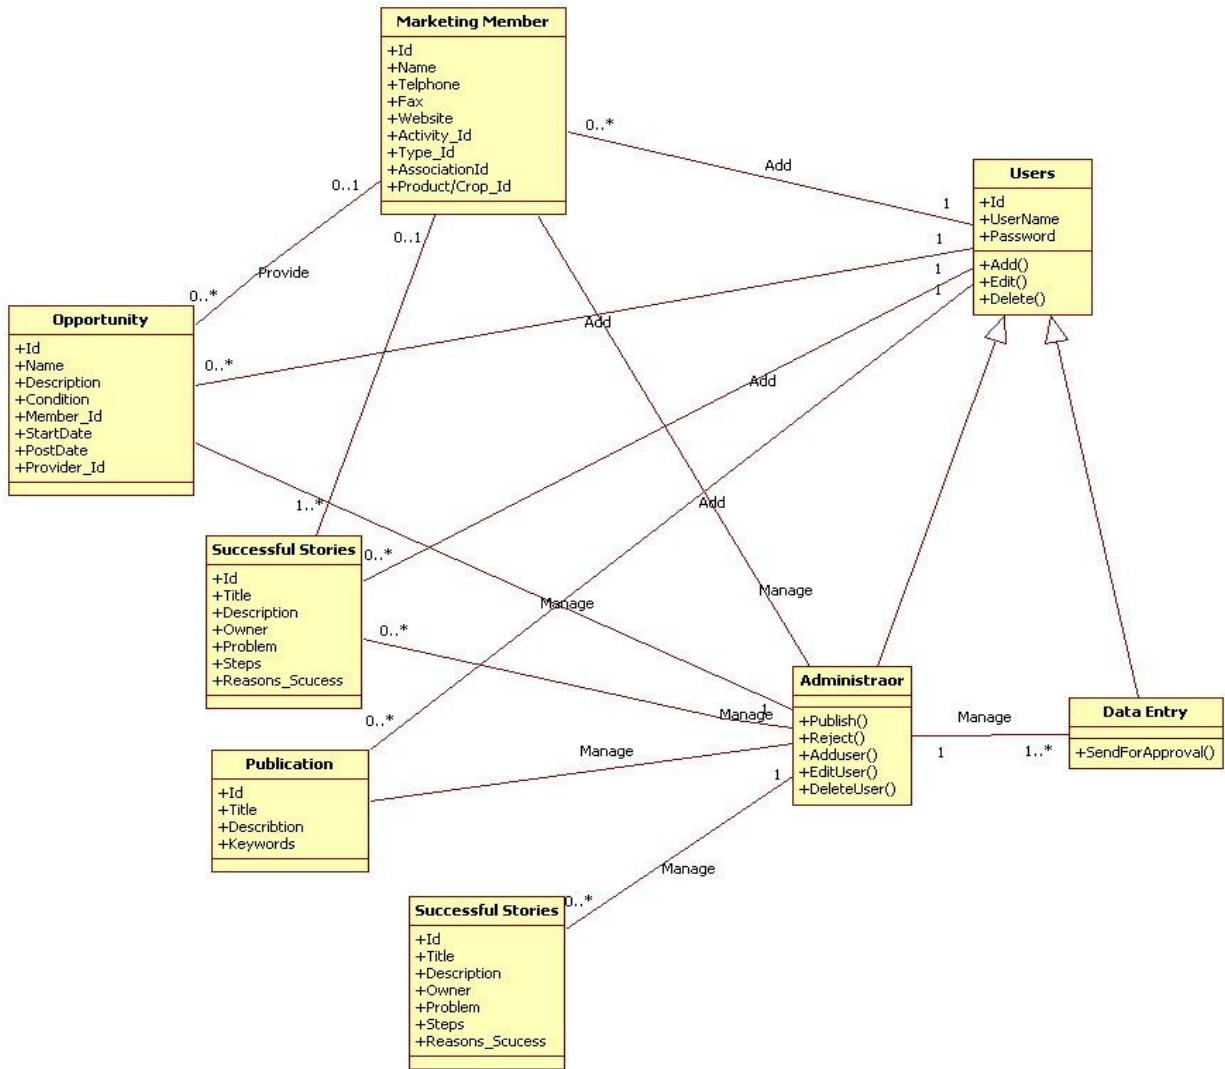 Marketing Member
+Id
+Name
+Telphone
+Fax
+Website
+Activity_Id
+Type_Id
+AssociationId
+Product/Crop_Id
0..*
Add
1
Users
+Id
+UserName
+Password
+Add()
+Edit()
+Delete()
0..1
Provide
0..*
0..1
Opportunity
+Id
+Name
+Description
+Condition
+Member_Id
+StartDate
+PostDate
+Provider_Id
0..*
Add
1
1..*
Manage
1
Successful Stories
+Id
+Title
+Description
+Owner
+Problem
+Steps
+Reasons_Scucess
0..*
Add
1
0..*
Manage
Manage
Publication
+Id
+Title
+Describtion
+Keywords
0..*
Add
1
Manage
Administraor
+Publish()
+Reject()
+Adduser()
+EditUser()
+DeleteUser()
Manage
1
1..*
Data Entry
+SendForApproval()
1
Manage
0..*
Successful Stories
+Id
+Title
+Description
+Owner
+Problem
+Steps
+Reasons_Scucess